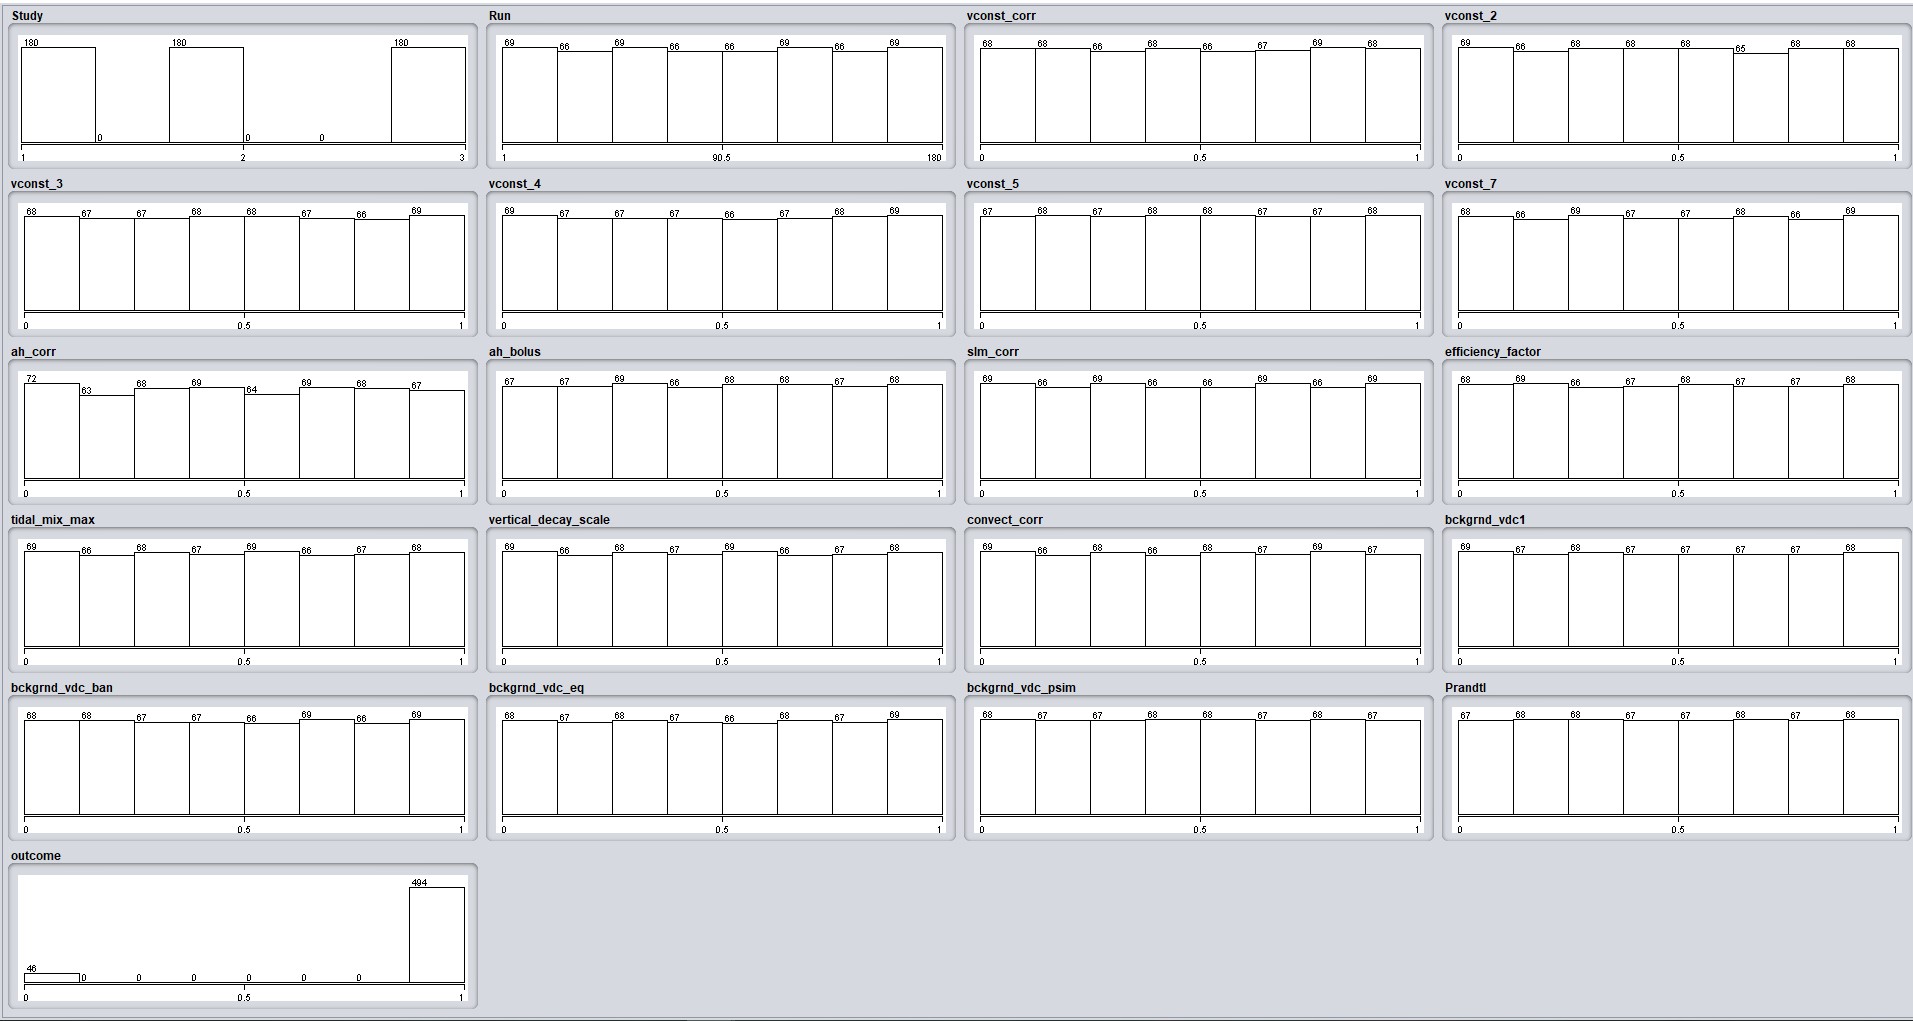 Study Run vconst_corr vconst_2
180 0 180 0 0 180
1 2 3
69 66 69 66 66 69 66 69
1 90.5 180
68 68 66 68 66 67 69 68
0 0.5 1
69 66 68 68 68 65 68 68
0 0.5 1
vconst_3 vconst_4 vconst_5 vconst_7
68 67 67 68 68 67 66 69
0 0.5 1
69 67 67 67 66 67 68 69
0 0.5 1
67 68 67 68 68 67 67 68
0 0.5 1
68 66 69 67 67 68 66 69
0 0.5 1
ah_corr ah_bolus slm_corr efficiency_factor
72 63 68 69 64 69 68 67
0 0.5 1
67 67 69 66 68 68 67 68
0 0.5 1
69 66 69 66 66 69 66 69
0 0.5 1
68 69 66 67 68 67 67 68
0 0.5 1
tidal_mix_max vertical_decay_scale convect_corr bckgrnd_vdc1
69 66 68 67 69 66 67 68
0 0.5 1
69 66 68 67 69 66 67 68
0 0.5 1
69 66 68 66 68 67 69 67
0 0.5 1
69 67 68 67 67 67 67 68
0 0.5 1
bckgrnd_vdc_ban bckgrnd_vdc_eq bckgrnd_vdc_psim Prandtl
68 68 67 67 66 69 66 69
0 0.5 1
68 67 68 67 66 68 67 69
0 0.5 1
68 67 67 68 68 67 68 67
0 0.5 1
67 68 68 67 67 68 67 68
0 0.5 1
outcome
46 0 0 0 0 0 0 494
0 0.5 1